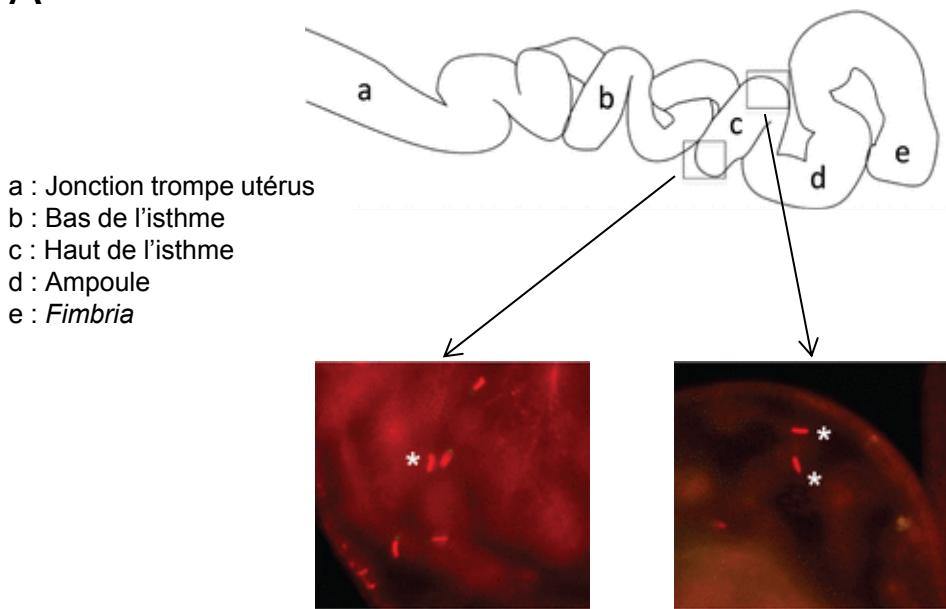 A
a
b
c
d
e
a : Jonction trompe utérus
b : Bas de l'isthme
c : Haut de l'isthme
d : Ampoule
e : Fimbria
*
*
*